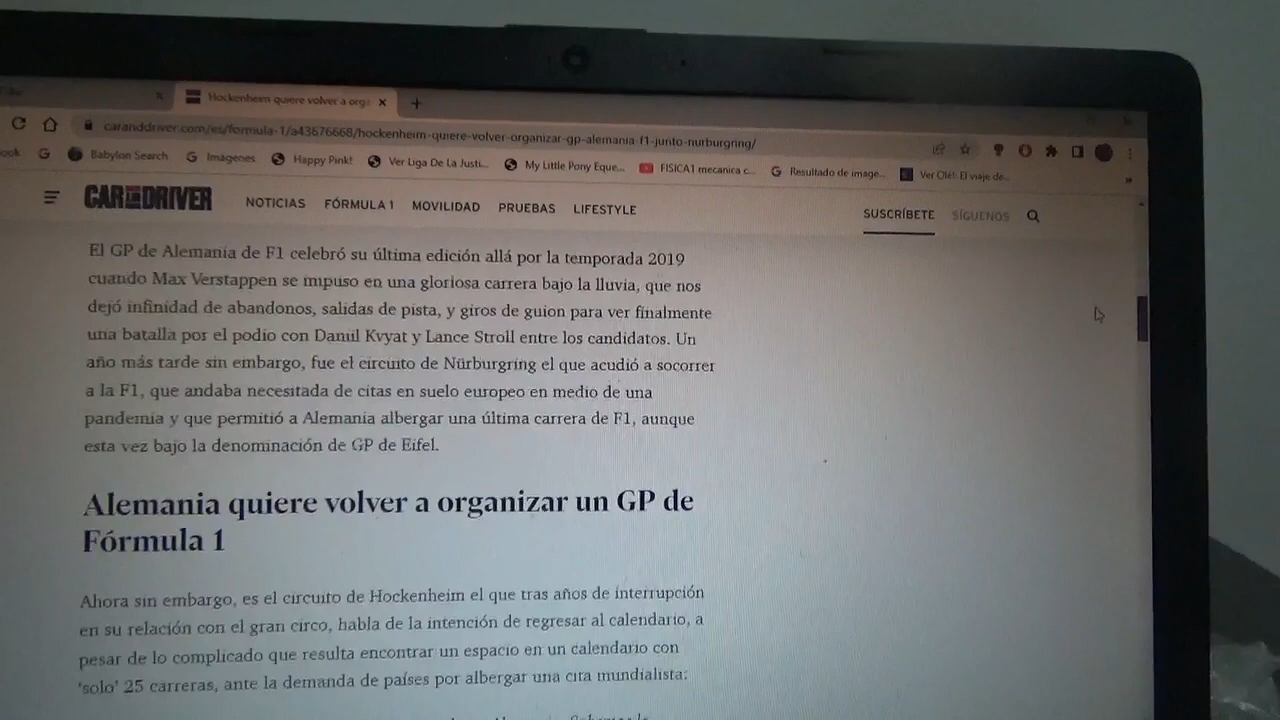 Hockenheim quiere volver a orga
caranddriver.com/es/formula-1/a43676668/hockenheim-quiere-volver-organizar-gp-alemania-f1-junto-nurburgring/
ook
Babylon Search
Imágenes
Happy Pink!
Ver Liga De La Justi...
My Little Pony Eque...
FISICA1 mecanica c...
Resultado de image...
Ver Olé! El viaje de...
CAR AND DRIVER
NOTICIAS FÓRMULA 1 MOVILIDAD PRUEBAS LIFESTYLE
SUSCRÍBETE SÍGUENOS
El GP de Alemania de F1 celebró su última edición allá por la temporada 2019
cuando Max Verstappen se impuso en una gloriosa carrera bajo la lluvia, que nos
dejó infinidad de abandonos, salidas de pista, y giros de guion para ver finalmente
una batalla por el podio con Daniil Kvyat y Lance Stroll entre los candidatos. Un
año más tarde sin embargo, fue el circuito de Nürburgring el que acudió a socorrer
a la F1, que andaba necesitada de citas en suelo europeo en medio de una
pandemia y que permitió a Alemania albergar una última carrera de F1, aunque
esta vez bajo la denominación de GP de Eifel.
Alemania quiere volver a organizar un GP de
Fórmula 1
Ahora sin embargo, es el circuito de Hockenheim el que tras años de interrupción
en su relación con el gran circo, habla de la intención de regresar al calendario, a
pesar de lo complicado que resulta encontrar un espacio en un calendario con
'solo' 25 carreras, ante la demanda de países por albergar una cita mundialista: